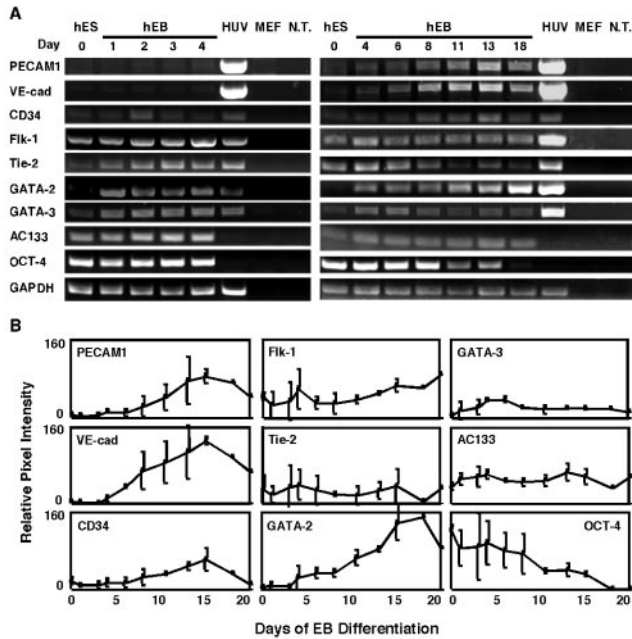 A
hES hEB HUV MEF N.T. hES hEB HUV MEF N.T.
Day 0 1 2 3 4 0 4 6 8 11 13 18
PECAM1
VE-cad
CD34
Flk-1
Tie-2
GATA-2
GATA-3
AC133
OCT-4
GAPDH
B
Relative Pixel Intensity
160 PECAM1 Flk-1 GATA-3
0
160 VE-cad Tie-2 AC133
0
160 CD34 GATA-2 OCT-4
0
0 5 10 15 20 0 5 10 15 20 0 5 10 15 20
Days of EB Differentiation